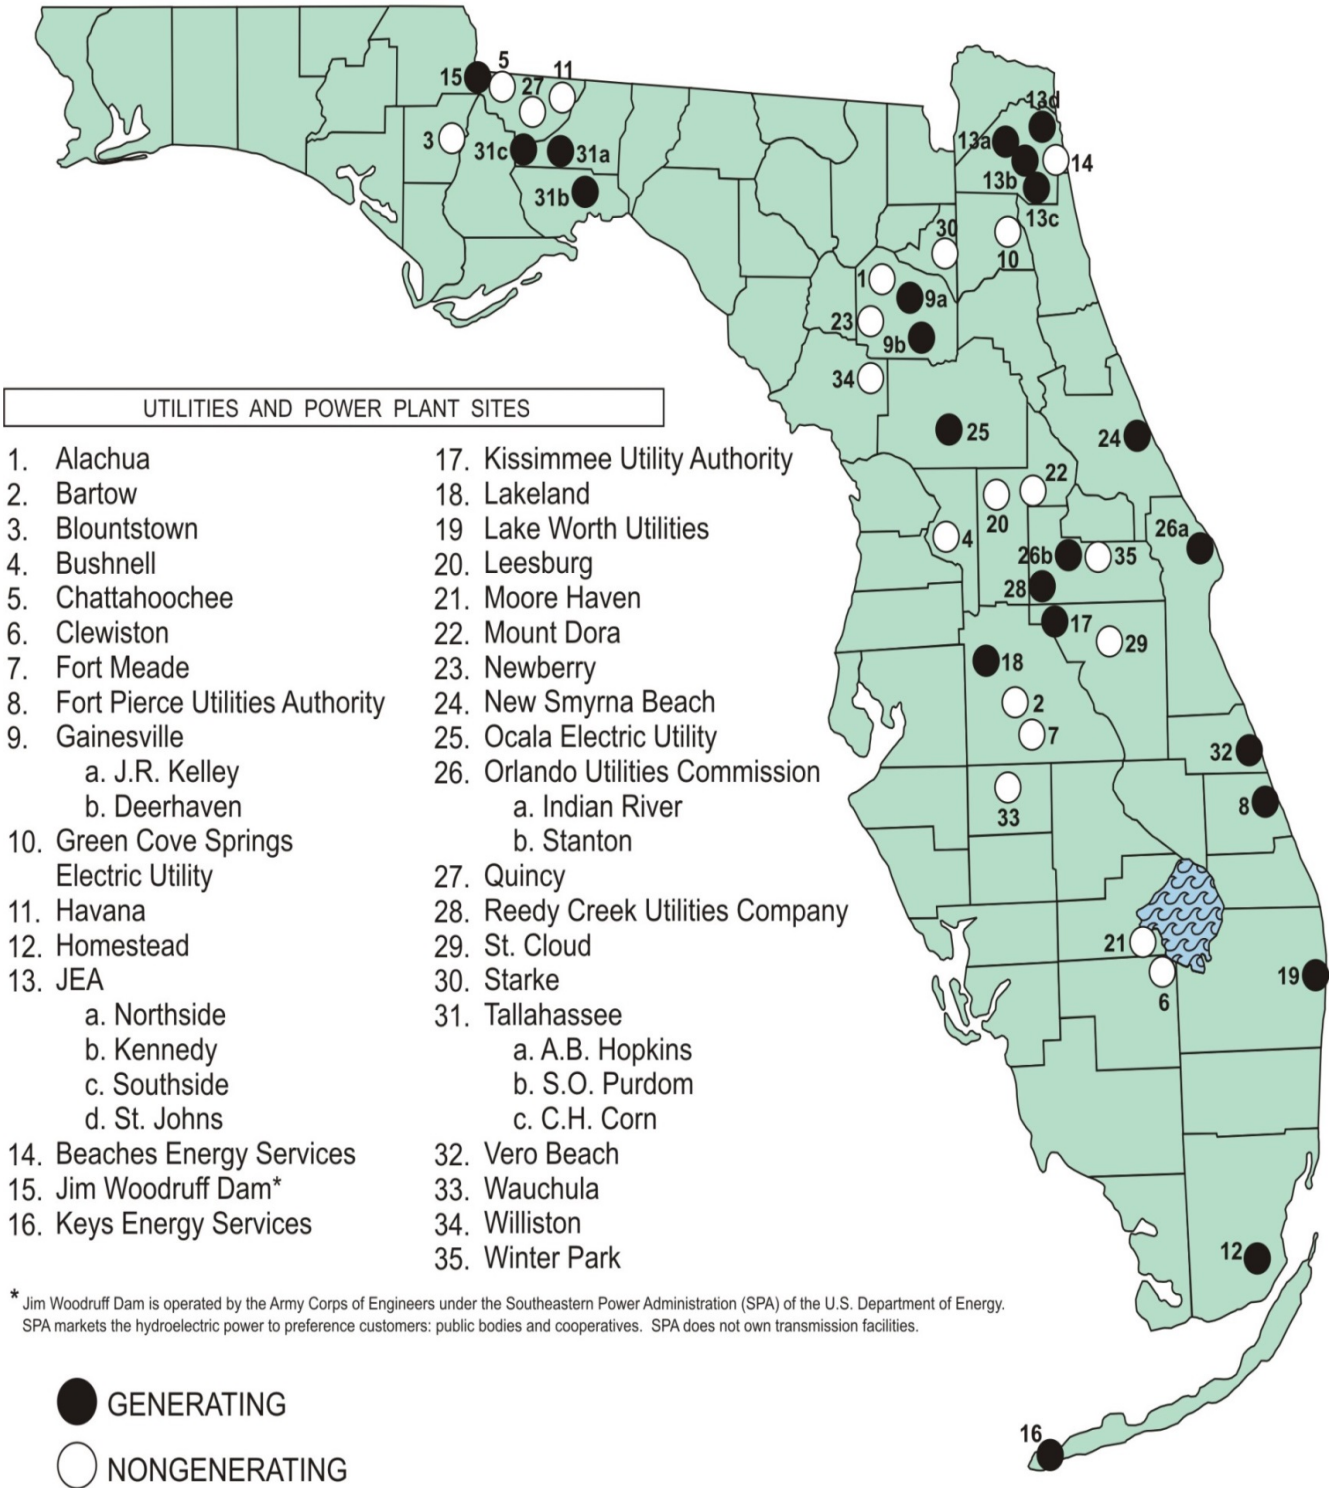 5
11
15
27
3
31c
31a
31b
13d
13a
14
13b
13c
30
10
1
9a
23
9b
34
25
24
22
20
4
26a
26b
35
28
17
29
18
2
7
32
33
8
21
6
19
12
16
UTILITIES AND POWER PLANT SITES
1. Alachua
2. Bartow
3. Blountstown
4. Bushnell
5. Chattahoochee
6. Clewiston
7. Fort Meade
8. Fort Pierce Utilities Authority
9. Gainesville
a. J.R. Kelley
b. Deerhaven
10. Green Cove Springs
Electric Utility
11. Havana
12. Homestead
13. JEA
a. Northside
b. Kennedy
c. Southside
d. St. Johns
14. Beaches Energy Services
15. Jim Woodruff Dam*
16. Keys Energy Services
17. Kissimmee Utility Authority
18. Lakeland
19 Lake Worth Utilities
20. Leesburg
21. Moore Haven
22. Mount Dora
23. Newberry
24. New Smyrna Beach
25. Ocala Electric Utility
26. Orlando Utilities Commission
a. Indian River
b. Stanton
27. Quincy
28. Reedy Creek Utilities Company
29. St. Cloud
30. Starke
31. Tallahassee
a. A.B. Hopkins
b. S.O. Purdom
c. C.H. Corn
32. Vero Beach
33. Wauchula
34. Williston
35. Winter Park
* Jim Woodruff Dam is operated by the Army Corps of Engineers under the Southeastern Power Administration (SPA) of the U.S. Department of Energy.
SPA markets the hydroelectric power to preference customers: public bodies and cooperatives. SPA does not own transmission facilities.
GENERATING
NONGENERATING